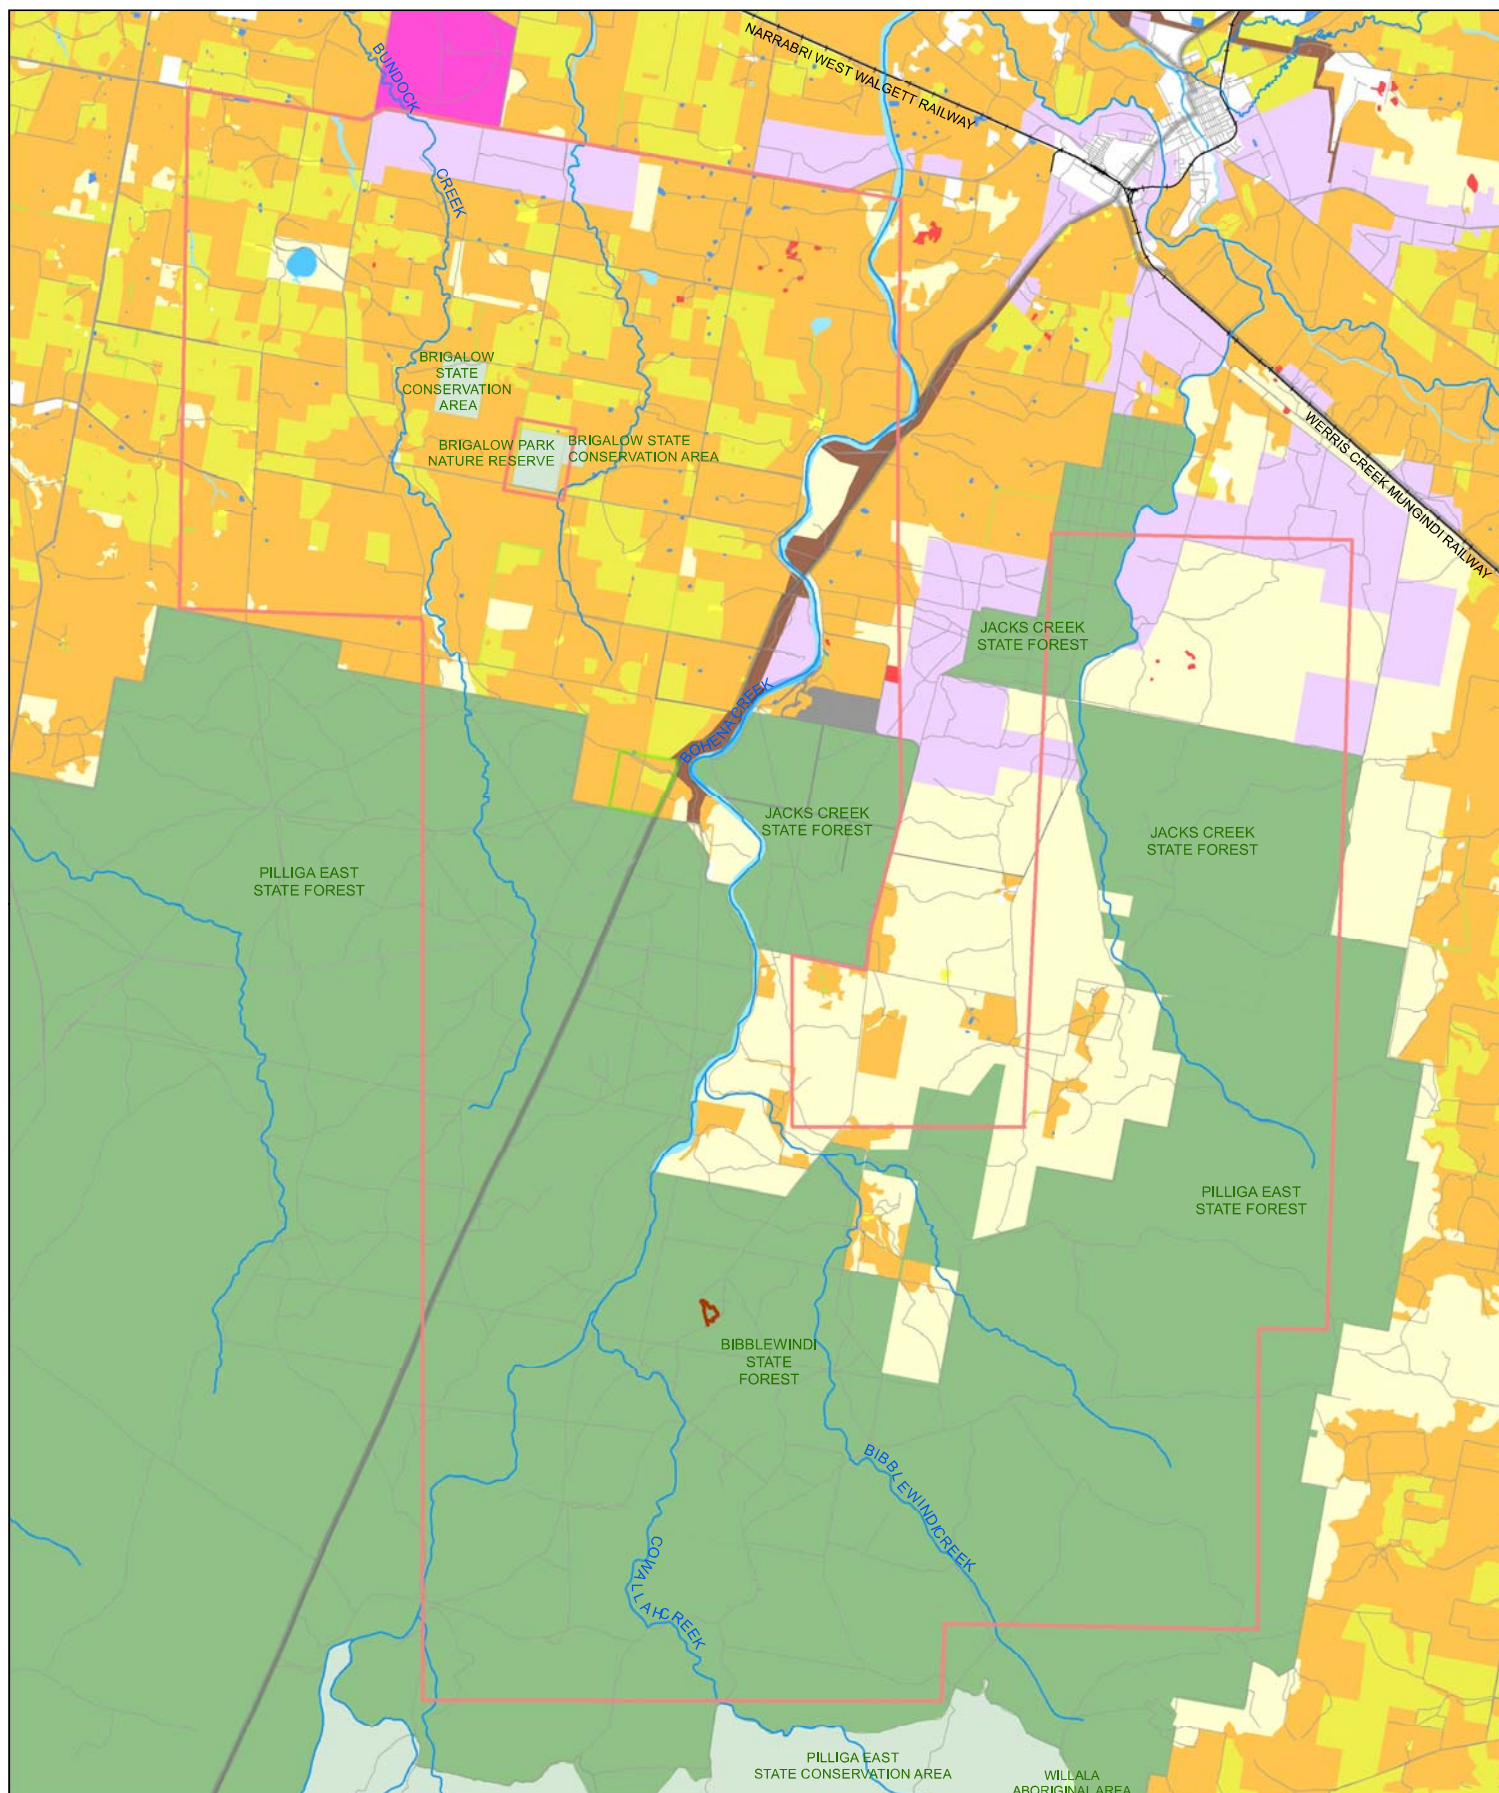 NARRABRI WEST WALGETT RAILWAY
BUNDOCK
CREEK
BRIGALOW
STATE
CONSERVATION
AREA
BRIGALOW PARK
NATURE RESERVE
BRIGALOW STATE
CONSERVATION AREA
WERRIS CREEK MUNGINDI RAILWAY
JACKS CREEK
STATE FOREST
BOHENA CREEK
JACKS CREEK
STATE FOREST
JACKS CREEK
STATE FOREST
PILLIGA EAST
STATE FOREST
PILLIGA EAST
STATE FOREST
BIBBLEWINDI
STATE
FOREST
BIBBLEWINDI CREEK
COWALLAH CREEK
PILLIGA EAST
STATE CONSERVATION AREA
WILLALA
ABORIGINAL AREA